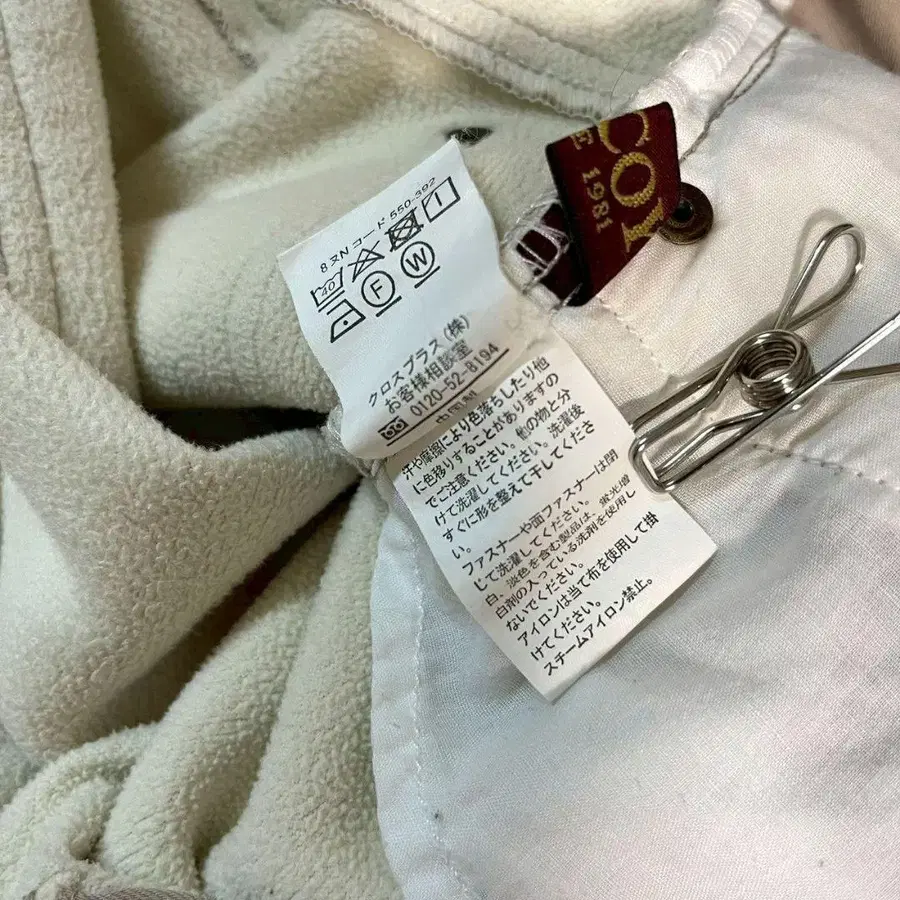 COY
E 1981
8 ヌN コード 550-392
40
F W
クロスプラス(株)
お客様相談室
0120-52-8194
汗や摩擦により色落ちしたり他
に色移りすることがありますの
でご注意ください。他の物と分
けて洗濯してください。洗濯後
すぐに形を整えて干してくださ
い。
ファスナーや面ファスナーは閉
じて洗濯してください。
白、淡色を含む製品は、蛍光増
白剤の入っている洗剤を使用し
ないでください。
アイロンは当て布を使用して掛
けてください。
スチームアイロン禁止。